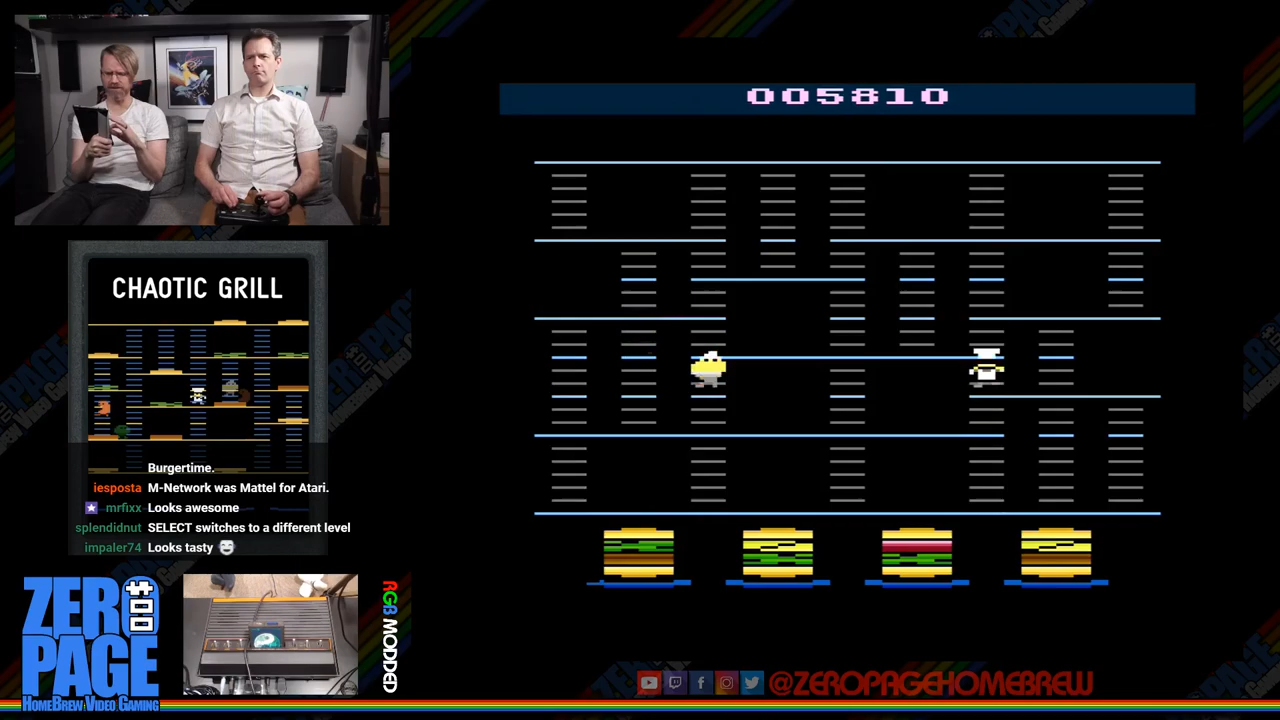 005810
CHAOTIC GRILL
Burgertime.
iesposta M-Network was Mattel for Atari.
mrfixx Looks awesome
splendidnut SELECT switches to a different level
impaler74 Looks tasty
ZERO
PAGE
HOMEBREW VIDEO GAMING
RGB MODDED
@ZEROPAGEHOMEBREW